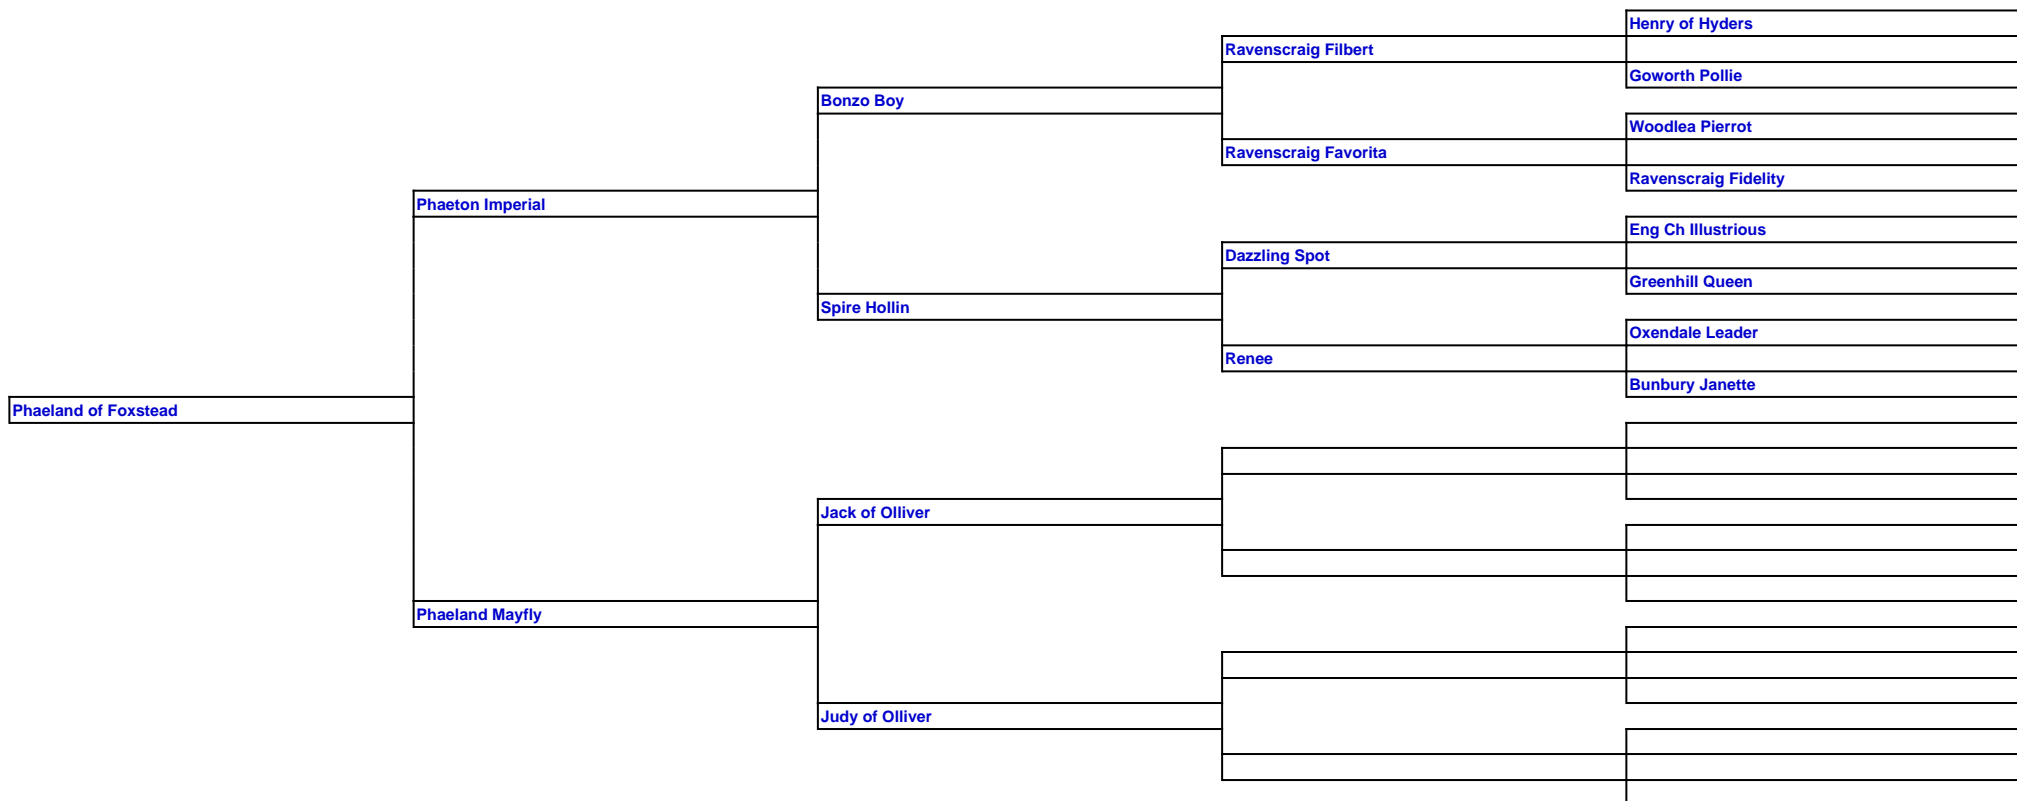 Henry of Hyders
Ravenscraig Filbert
Goworth Pollie
Bonzo Boy
Woodlea Pierrot
Ravenscraig Favorita
Ravenscraig Fidelity
Phaeton Imperial
Eng Ch Illustrious
Dazzling Spot
Greenhill Queen
Spire Hollin
Oxendale Leader
Renee
Bunbury Janette
Phaeland of Foxstead
Jack of Olliver
Phaeland Mayfly
Judy of Olliver